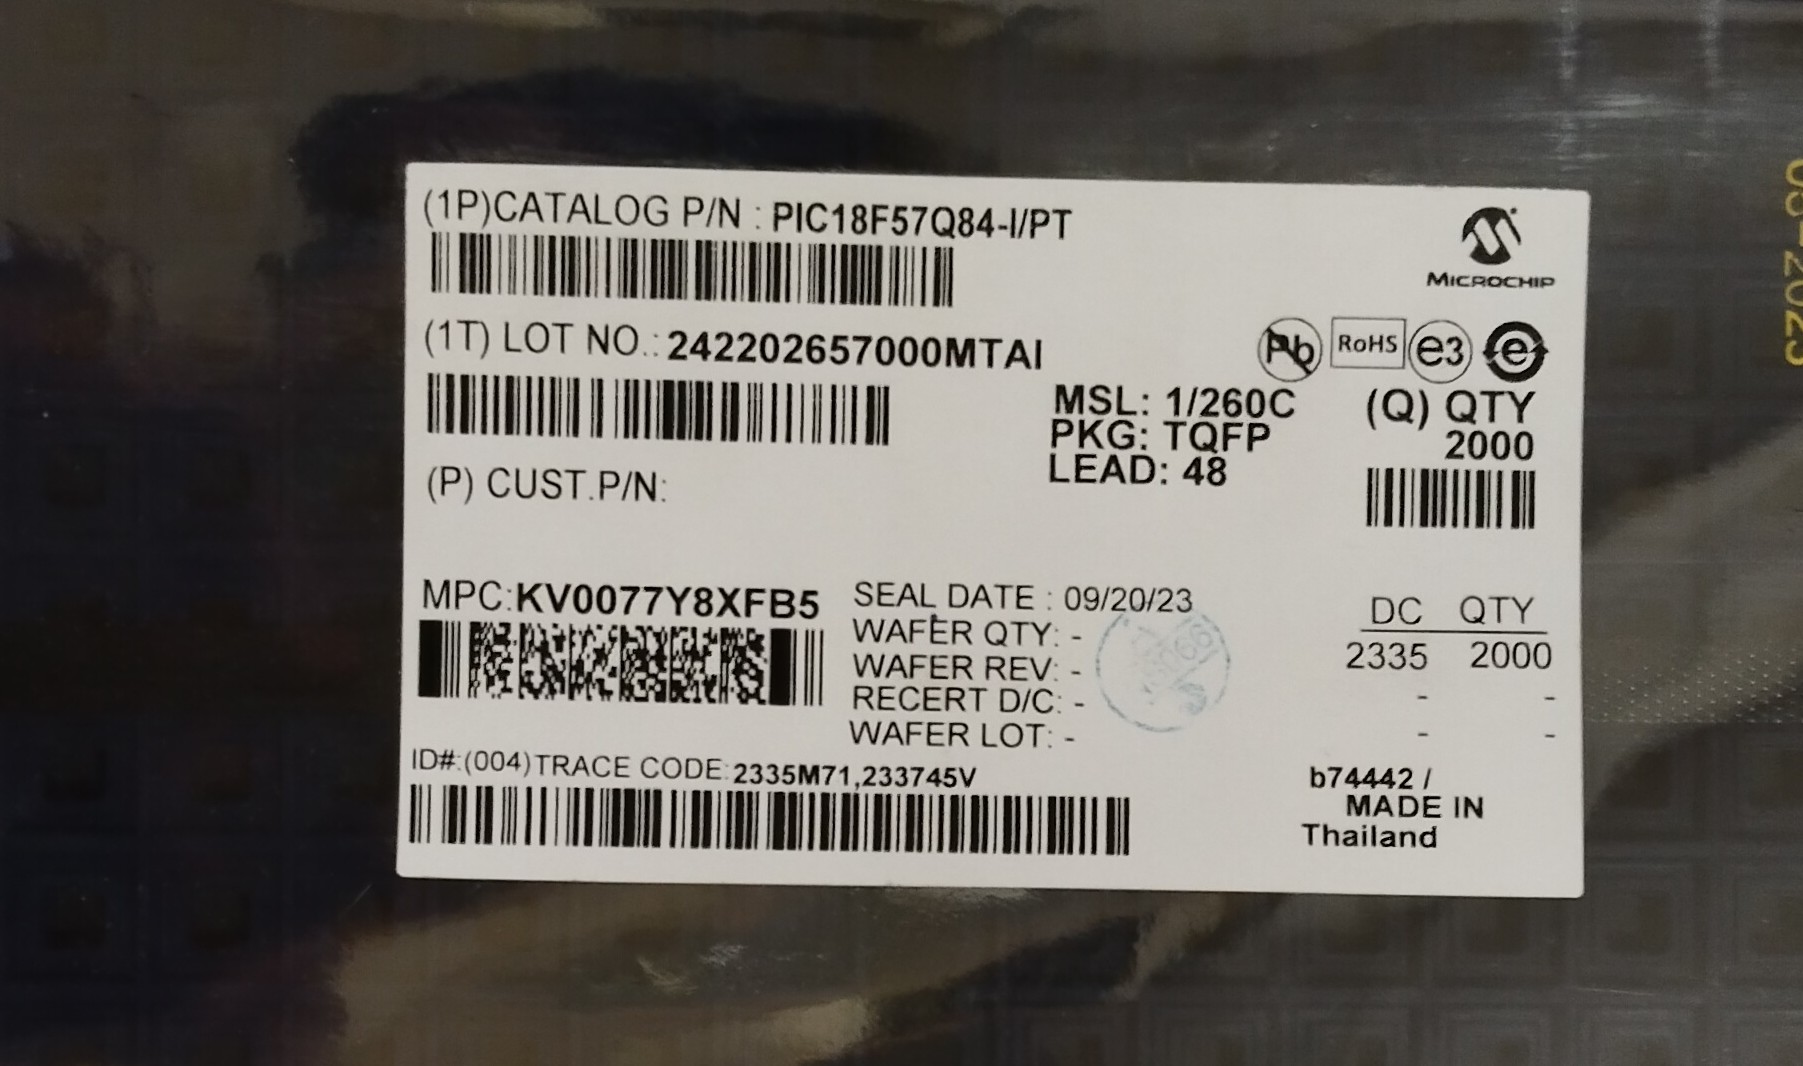 (1P)CATALOG P/N : PIC18F57Q84-I/PT
MICROCHIP
(1T) LOT NO.: 242202657000MTAI
Pb RoHS e3 e
MSL: 1/260C
PKG: TQFP
LEAD: 48
(Q) QTY
2000
(P) CUST.P/N:
MPC:KV0077Y8XFB5
SEAL DATE : 09/20/23
WAFER QTY: -
WAFER REV: -
RECERT D/C: -
WAFER LOT: -
DC QTY
2335 2000
- -
- -
ID#:(004)TRACE CODE:2335M71,233745V
b74442 /
MADE IN
Thailand